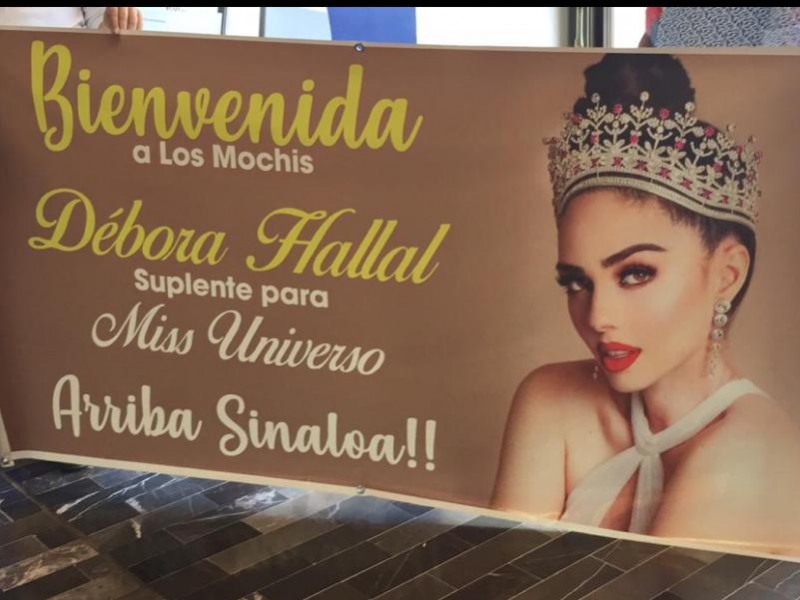 Bienvenida
a Los Mochis
Débora Hallal
Suplente para
Miss Universo
Arriba Sinaloa!!